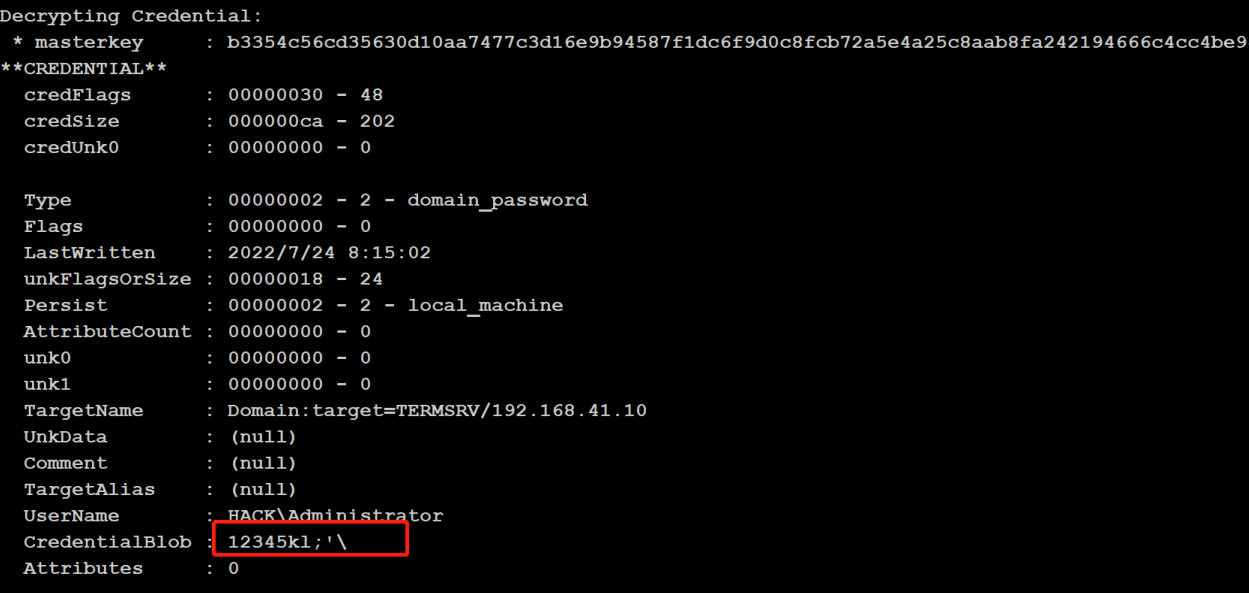 Decrypting Credential:
 * masterkey     : b3354c56cd35630d10aa7477c3d16e9b94587f1dc6f9d0c8fcb72a5e4a25c8aab8fa242194666c4cc4be9
**CREDENTIAL**
  credFlags      : 00000030 - 48
  credSize       : 000000ca - 202
  credUnk0       : 00000000 - 0
  Type           : 00000002 - 2 - domain_password
  Flags          : 00000000 - 0
  LastWritten    : 2022/7/24 8:15:02
  unkFlagsOrSize : 00000018 - 24
  Persist        : 00000002 - 2 - local_machine
  AttributeCount : 00000000 - 0
  unk0           : 00000000 - 0
  unk1           : 00000000 - 0
  TargetName     : Domain:target=TERMSRV/192.168.41.10
  UnkData        : (null)
  Comment        : (null)
  TargetAlias    : (null)
  UserName       : HACK\Administrator
  CredentialBlob : 12345kl;'\
  Attributes     : 0